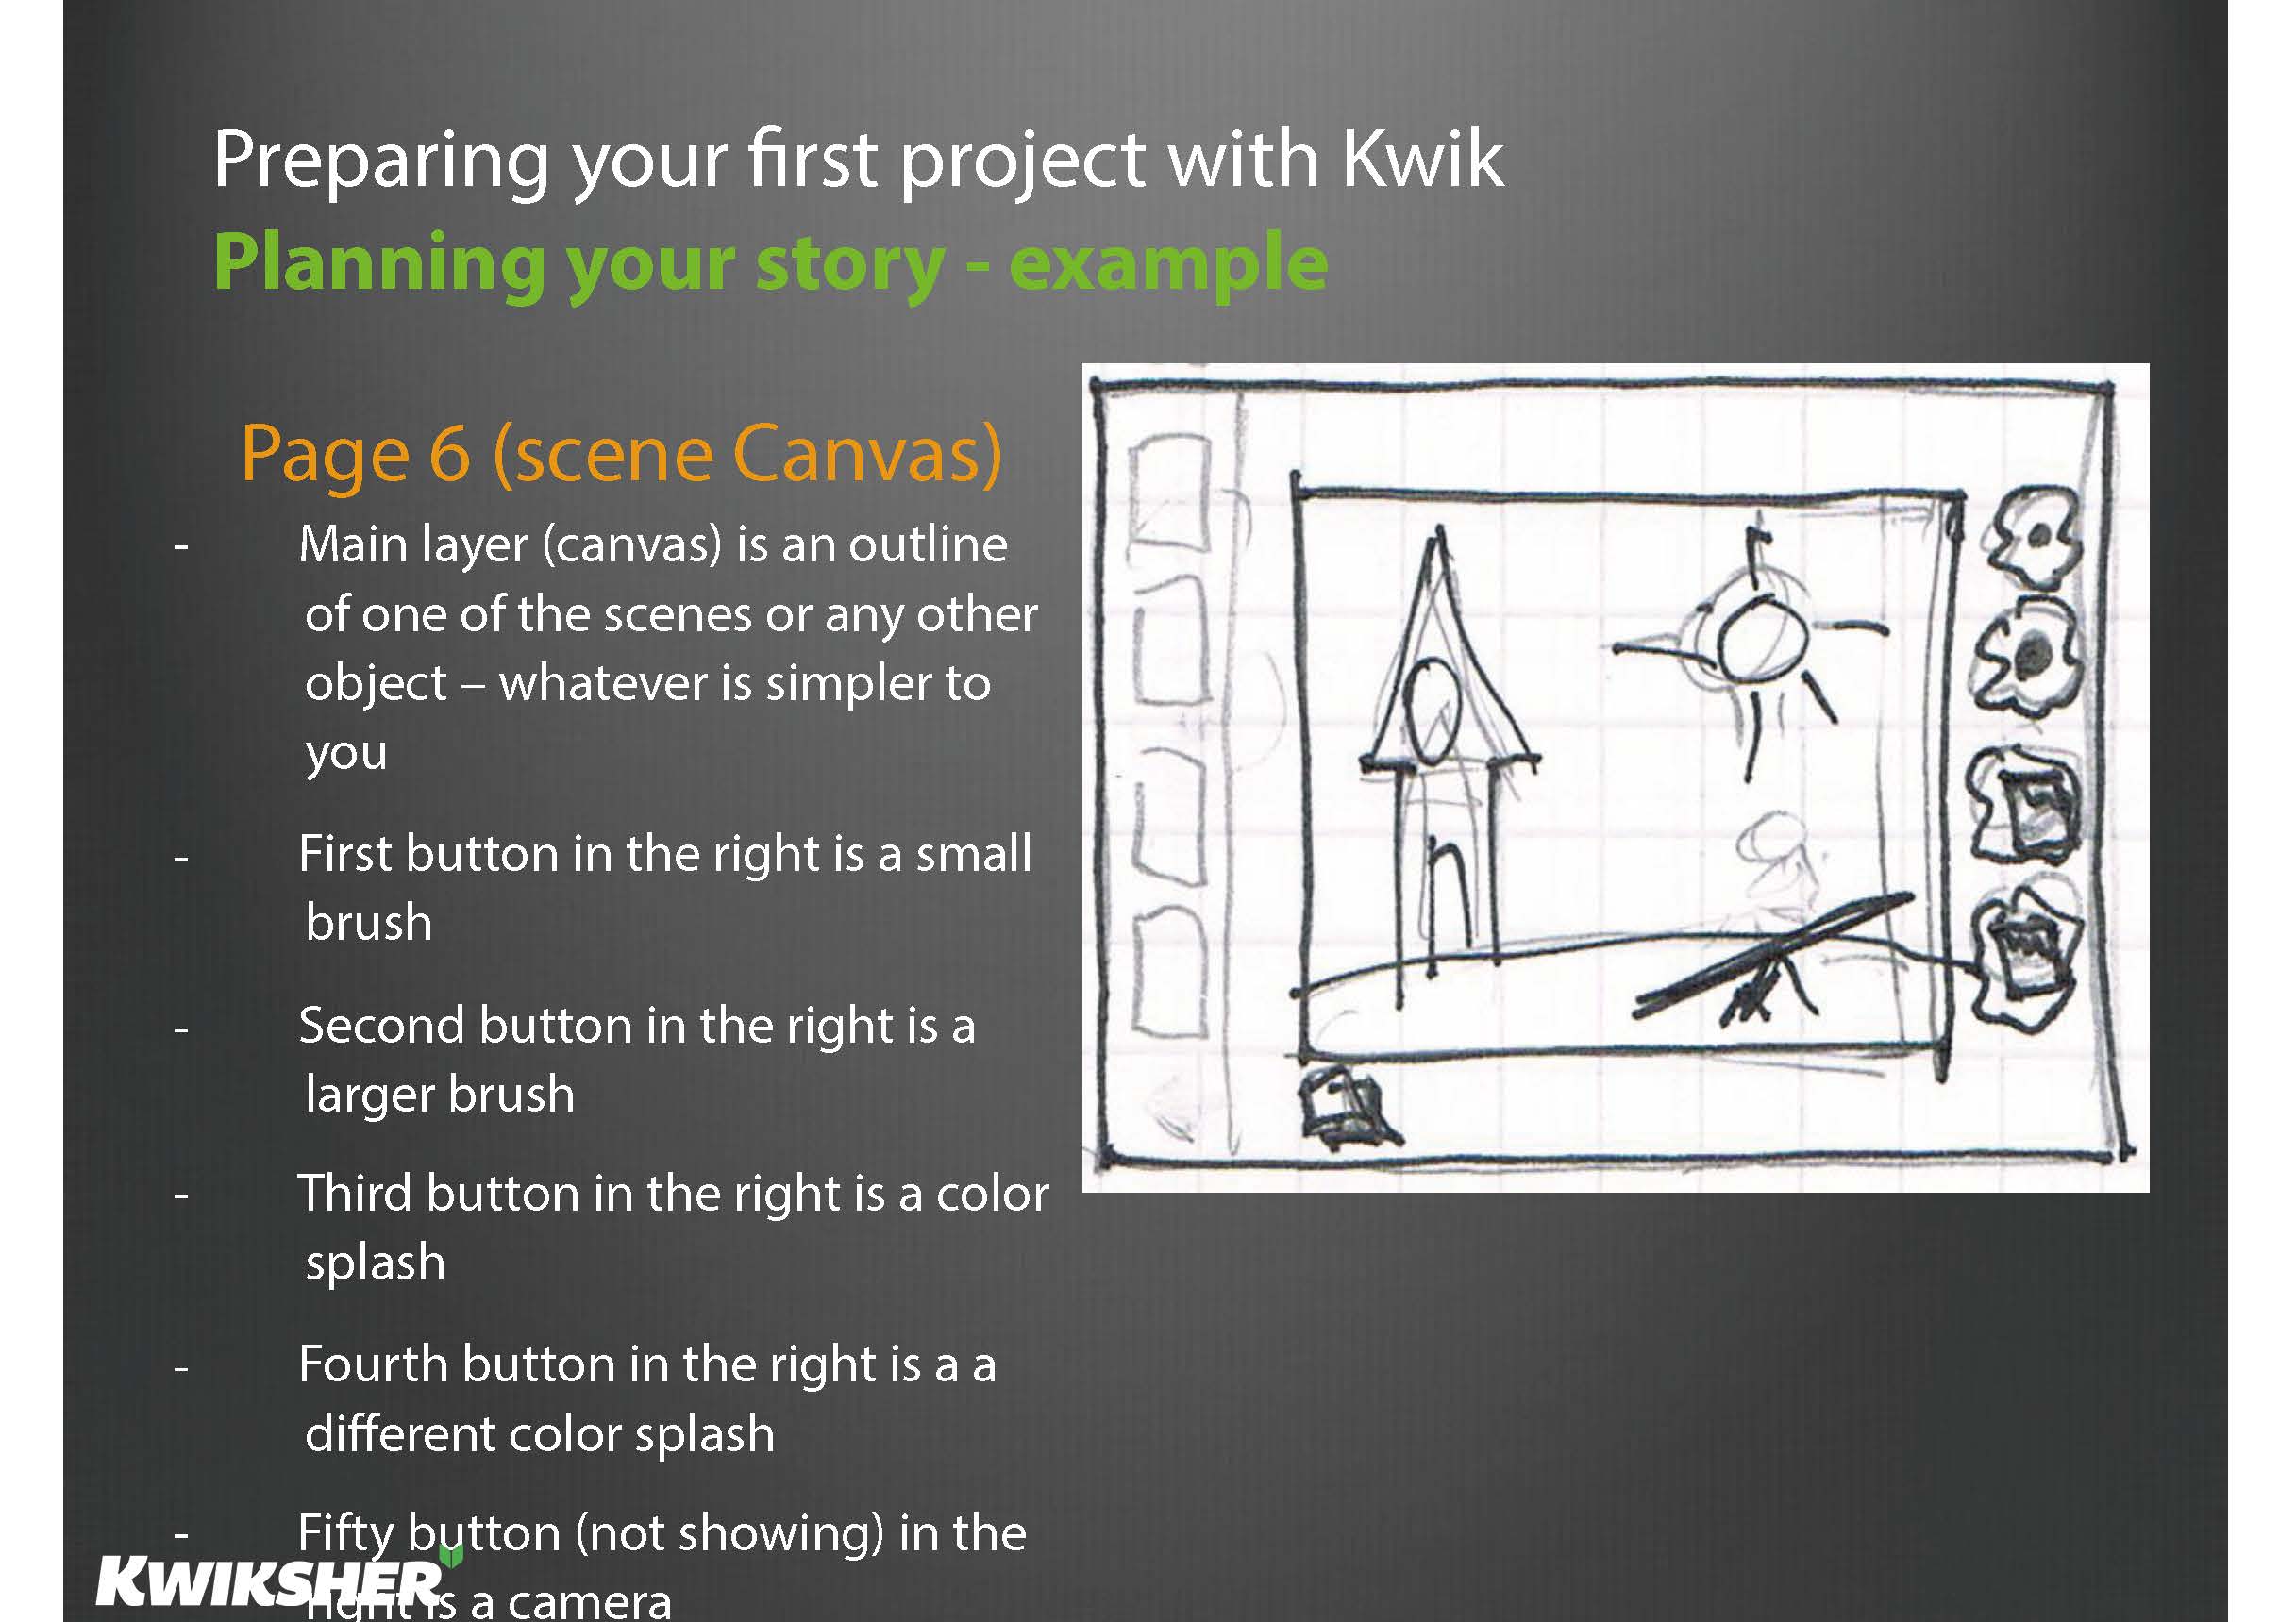 Preparing your first project with Kwik
Planning your story - example
Page 6 (scene Canvas)
- Main layer (canvas) is an outline
of one of the scenes or any other
object – whatever is simpler to
you
- First button in the right is a small
brush
- Second button in the right is a
larger brush
- Third button in the right is a color
splash
- Fourth button in the right is a a
different color splash
- Fifty button (not showing) in the
right is a camera
KWIKSHER